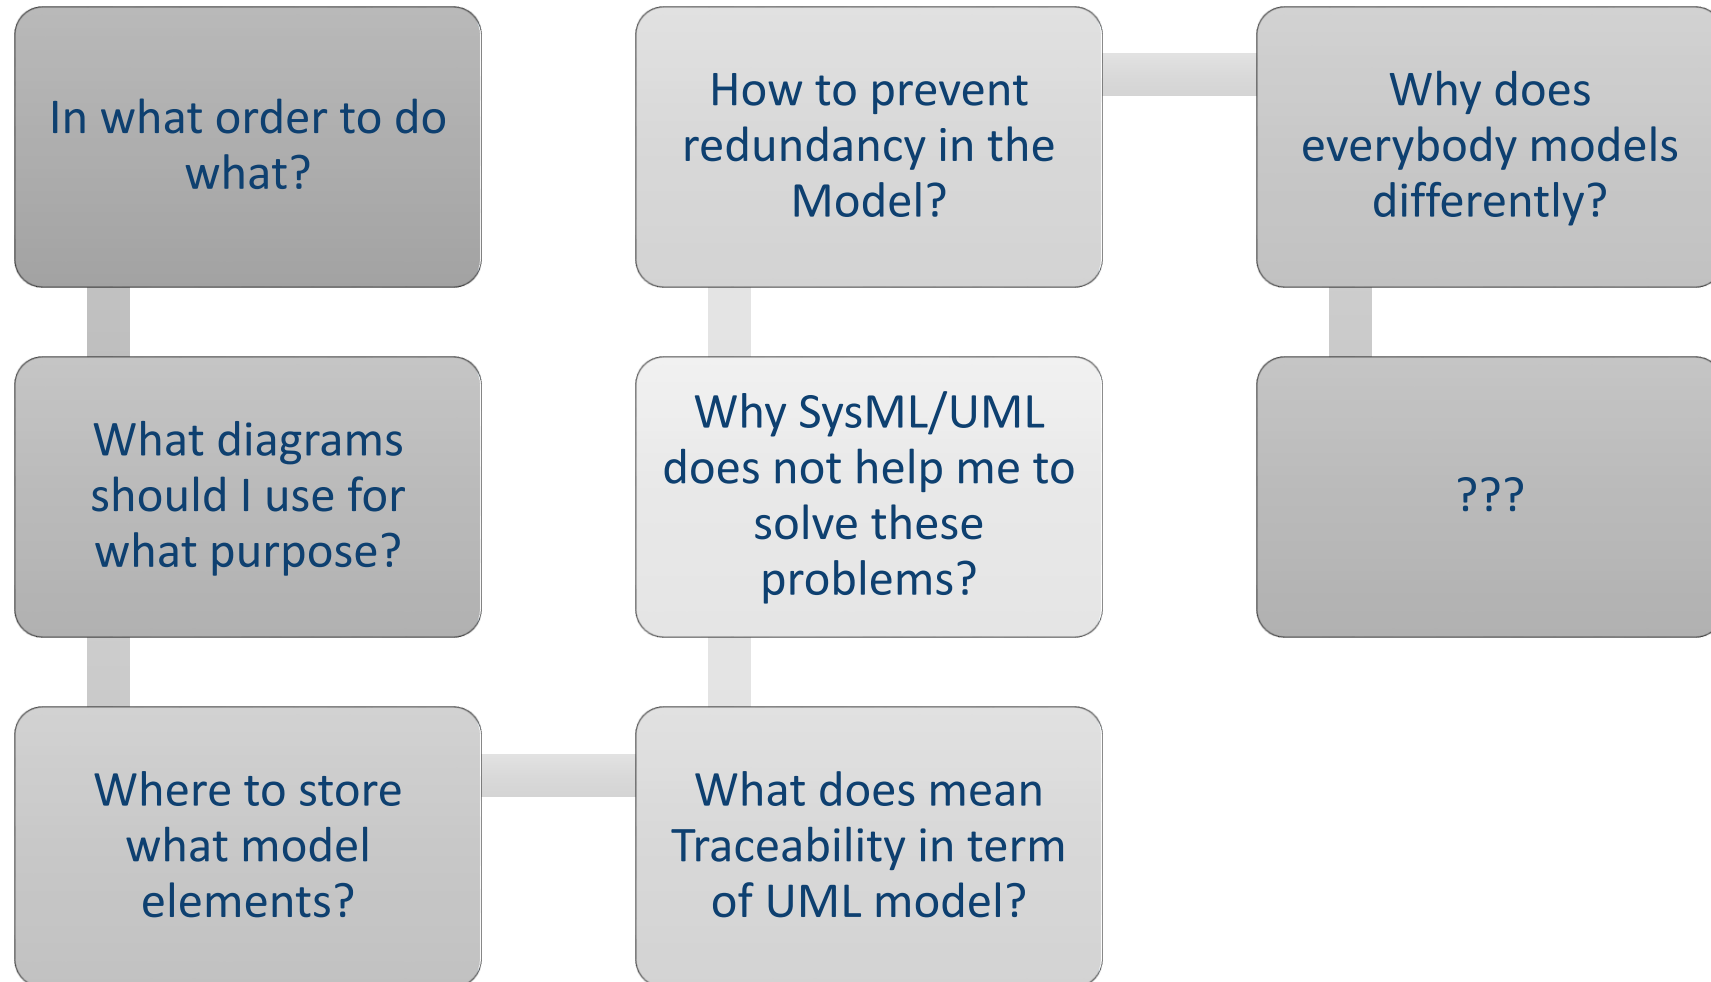 In what order to do
what?
What diagrams
should I use for
what purpose?
Where to store
what model
elements?
What does mean
Traceability in term
of UML model?
Why SysML/UML
does not help me to
solve these
problems?
How to prevent
redundancy in the
Model?
Why does
everybody models
differently?
???